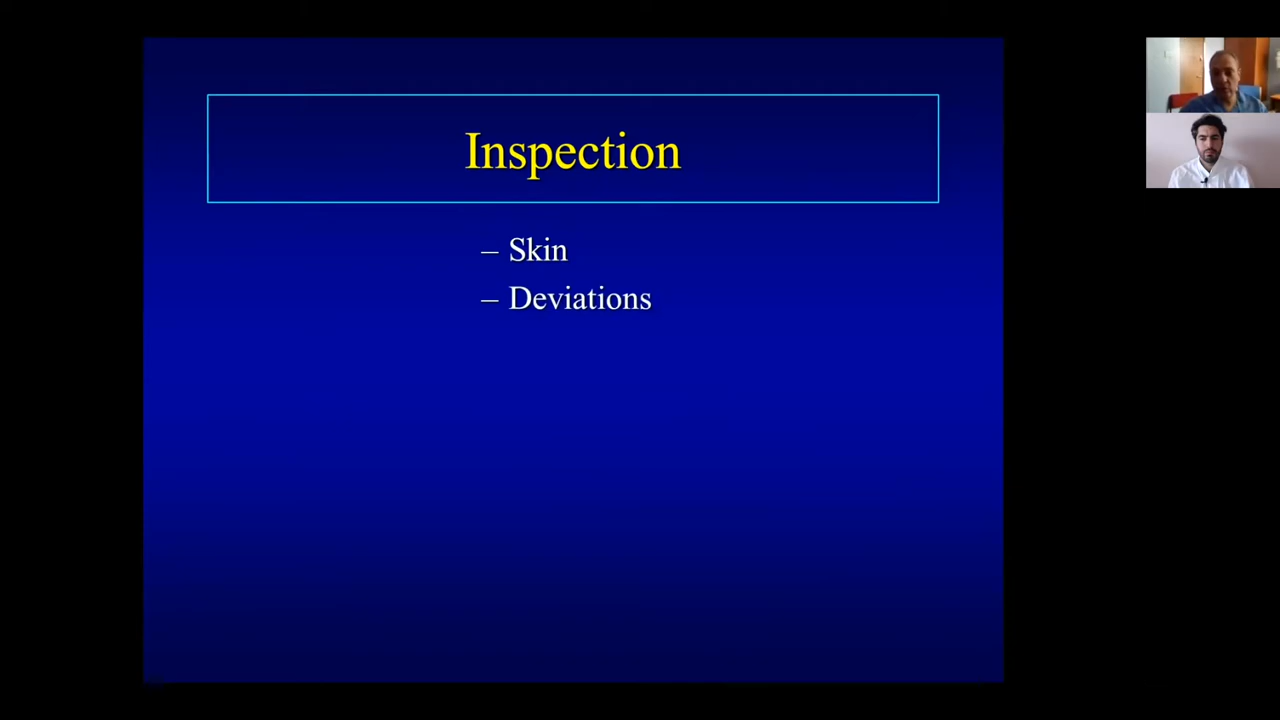 Inspection
– Skin
– Deviations